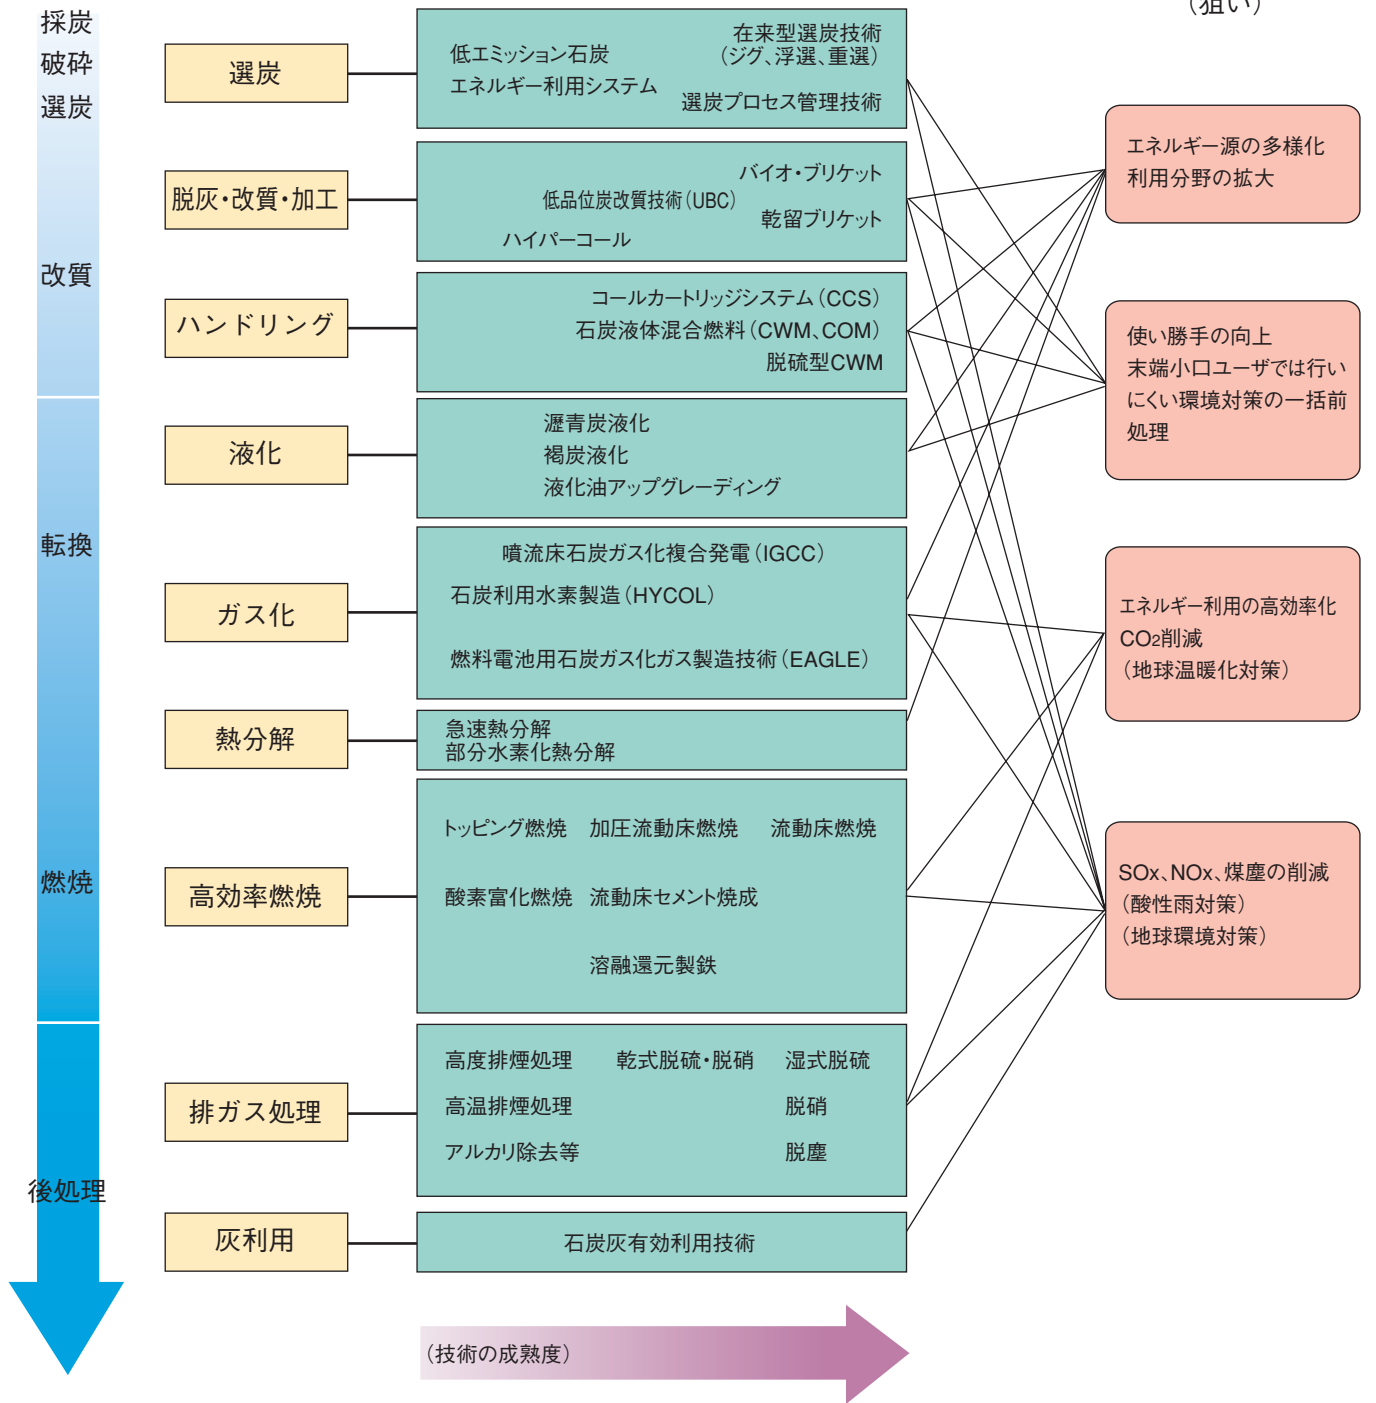 (狙い)
採炭
破砕
選炭
改質
転換
燃焼
後処理
選炭
低エミッション石炭
エネルギー利用システム
在来型選炭技術
(ジグ、浮選、重選)
選炭プロセス管理技術
脱灰・改質・加工
バイオ・ブリケット
低品位炭改質技術(UBC)
乾留ブリケット
ハイパーコール
ハンドリング
コールカートリッジシステム(CCS)
石炭液体混合燃料(CWM、COM)
脱硫型CWM
液化
瀝青炭液化
褐炭液化
液化油アップグレーディング
ガス化
噴流床石炭ガス化複合発電(IGCC)
石炭利用水素製造(HYCOL)
燃料電池用石炭ガス化ガス製造技術(EAGLE)
熱分解
急速熱分解
部分水素化熱分解
高効率燃焼
トッピング燃焼 加圧流動床燃焼 流動床燃焼
酸素富化燃焼 流動床セメント焼成
溶融還元製鉄
排ガス処理
高度排煙処理 乾式脱硫・脱硝 湿式脱硫
高温排煙処理 脱硝
アルカリ除去等 脱塵
灰利用
石炭灰有効利用技術
エネルギー源の多様化
利用分野の拡大
使い勝手の向上
末端小口ユーザでは行い
にくい環境対策の一括前
処理
エネルギー利用の高効率化
CO2削減
(地球温暖化対策)
SOx、NOx、煤塵の削減
(酸性雨対策)
(地球環境対策)
(技術の成熟度)